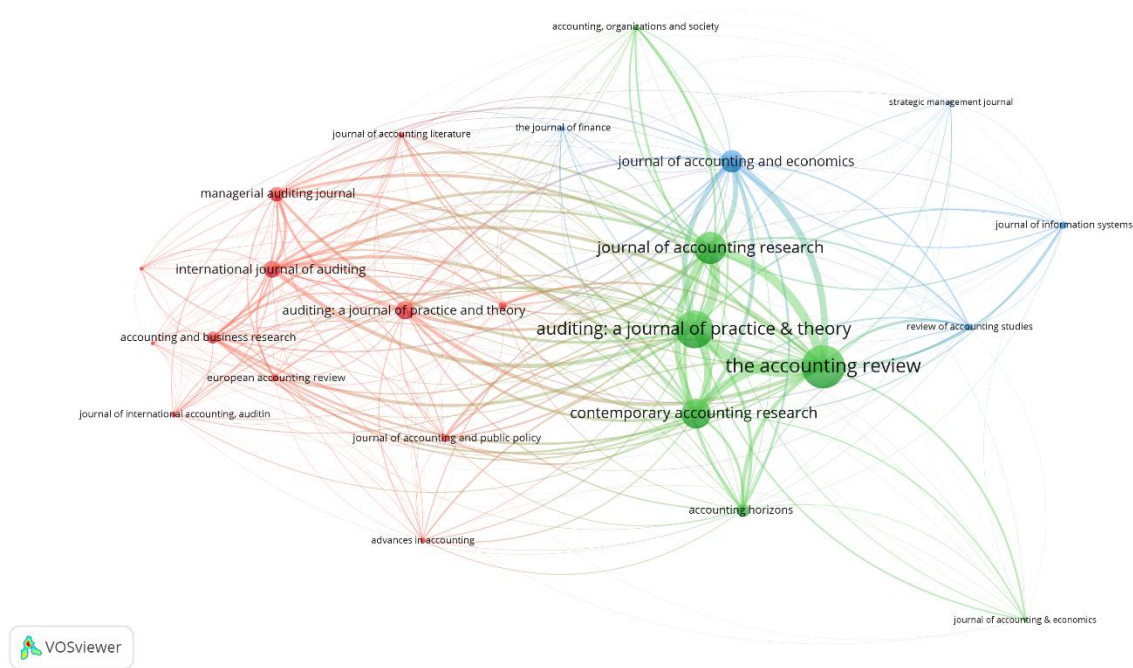 accounting, organizations and society
strategic management journal
the journal of finance
journal of accounting literature
journal of accounting and economics
managerial auditing journal
journal of information systems
journal of accounting research
international journal of auditing
auditing: a journal of practice and theory
auditing: a journal of practice & theory
review of accounting studies
accounting and business research
the accounting review
european accounting review
journal of international accounting, auditin
contemporary accounting research
journal of accounting and public policy
accounting horizons
advances in accounting
journal of accounting & economics
VOSviewer